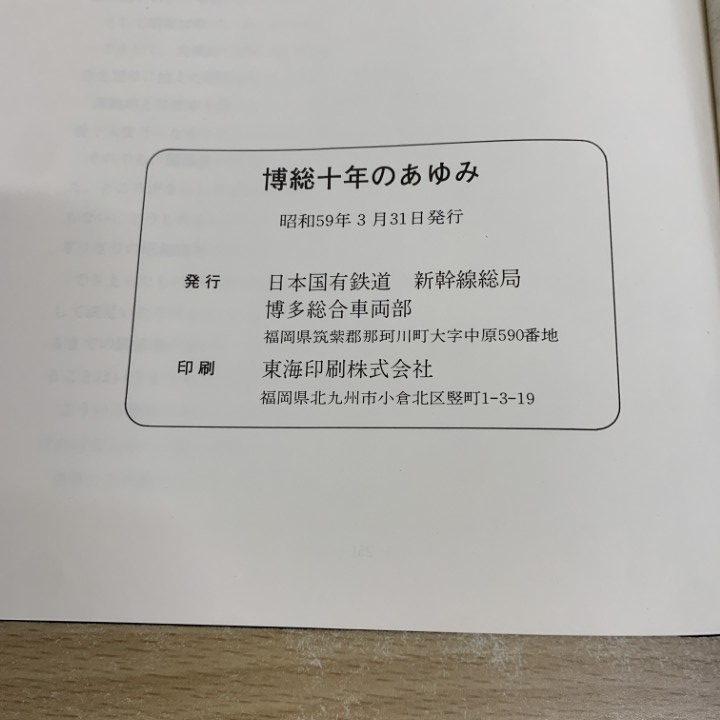 博総十年のあゆみ
昭和59年3月31日発行
発行 日本国有鉄道 新幹線総局
博多総合車両部
福岡県筑紫郡那珂川町大字中原590番地
印刷 東海印刷株式会社
福岡県北九州市小倉北区竪町1-3-19